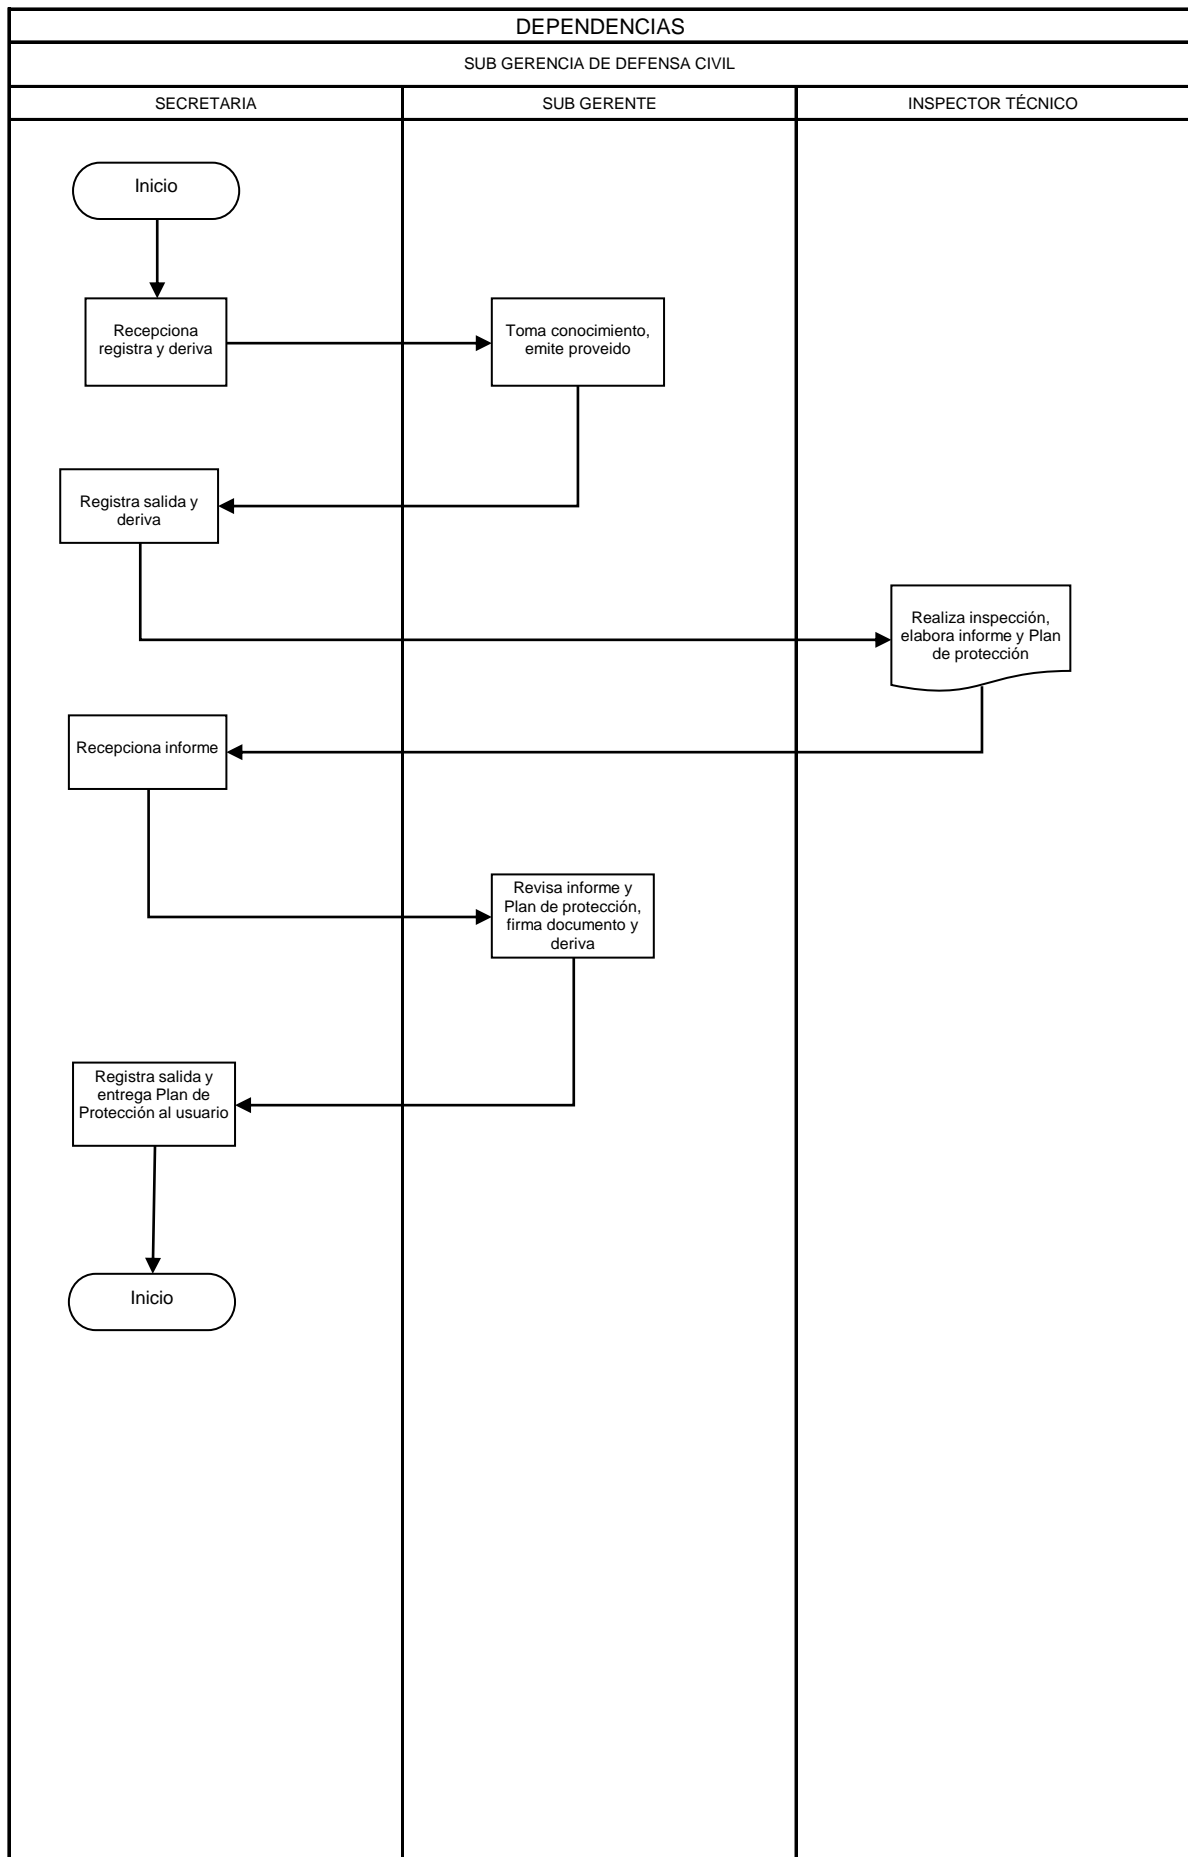 DEPENDENCIAS
SUB GERENCIA DE DEFENSA CIVIL
SECRETARIA
SUB GERENTE
INSPECTOR TÉCNICO
Inicio
Recepciona
registra y deriva
Toma conocimiento,
emite proveido
Registra salida y
deriva
Realiza inspección,
elabora informe y Plan
de protección
Recepciona informe
Revisa informe y
Plan de protección,
firma documento y
deriva
Registra salida y
entrega Plan de
Protección al usuario
Inicio